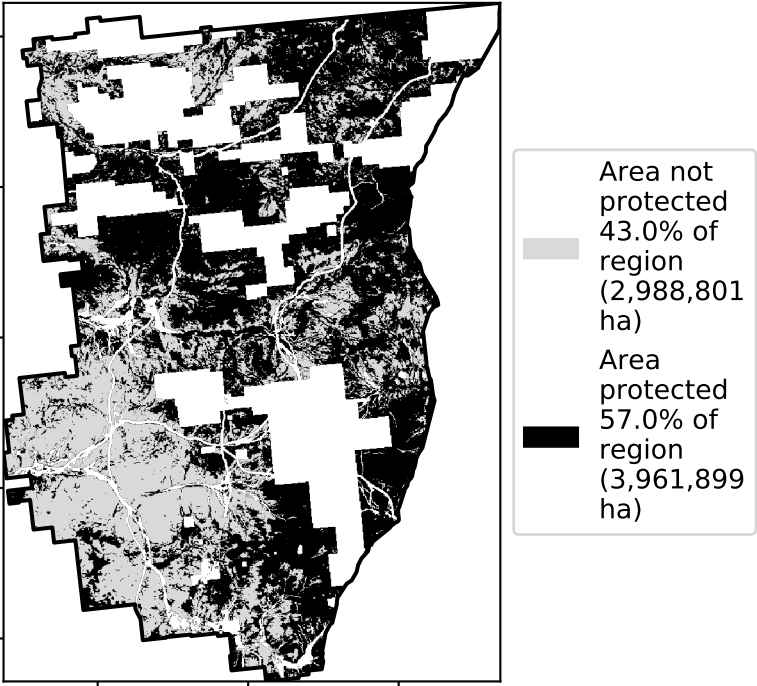 Area not
protected
43.0% of
region
(2,988,801
ha)
Area
protected
57.0% of
region
(3,961,899
ha)